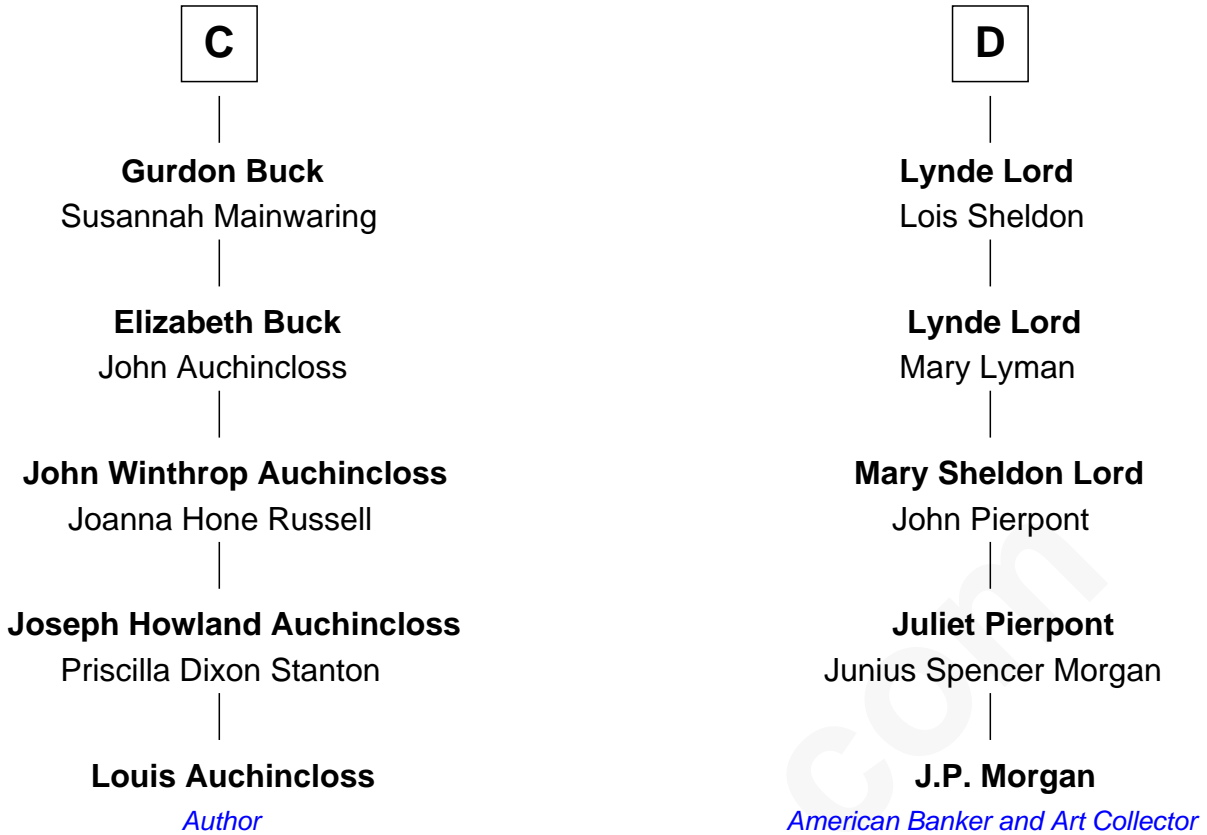 C
Gurdon Buck
Susannah Mainwaring
Elizabeth Buck
John Auchincloss
John Winthrop Auchincloss
Joanna Hone Russell
Joseph Howland Auchincloss
Priscilla Dixon Stanton
Louis Auchincloss
Author
D
Lynde Lord
Lois Sheldon
Lynde Lord
Mary Lyman
Mary Sheldon Lord
John Pierpont
Juliet Pierpont
Junius Spencer Morgan
J.P. Morgan
American Banker and Art Collector
com